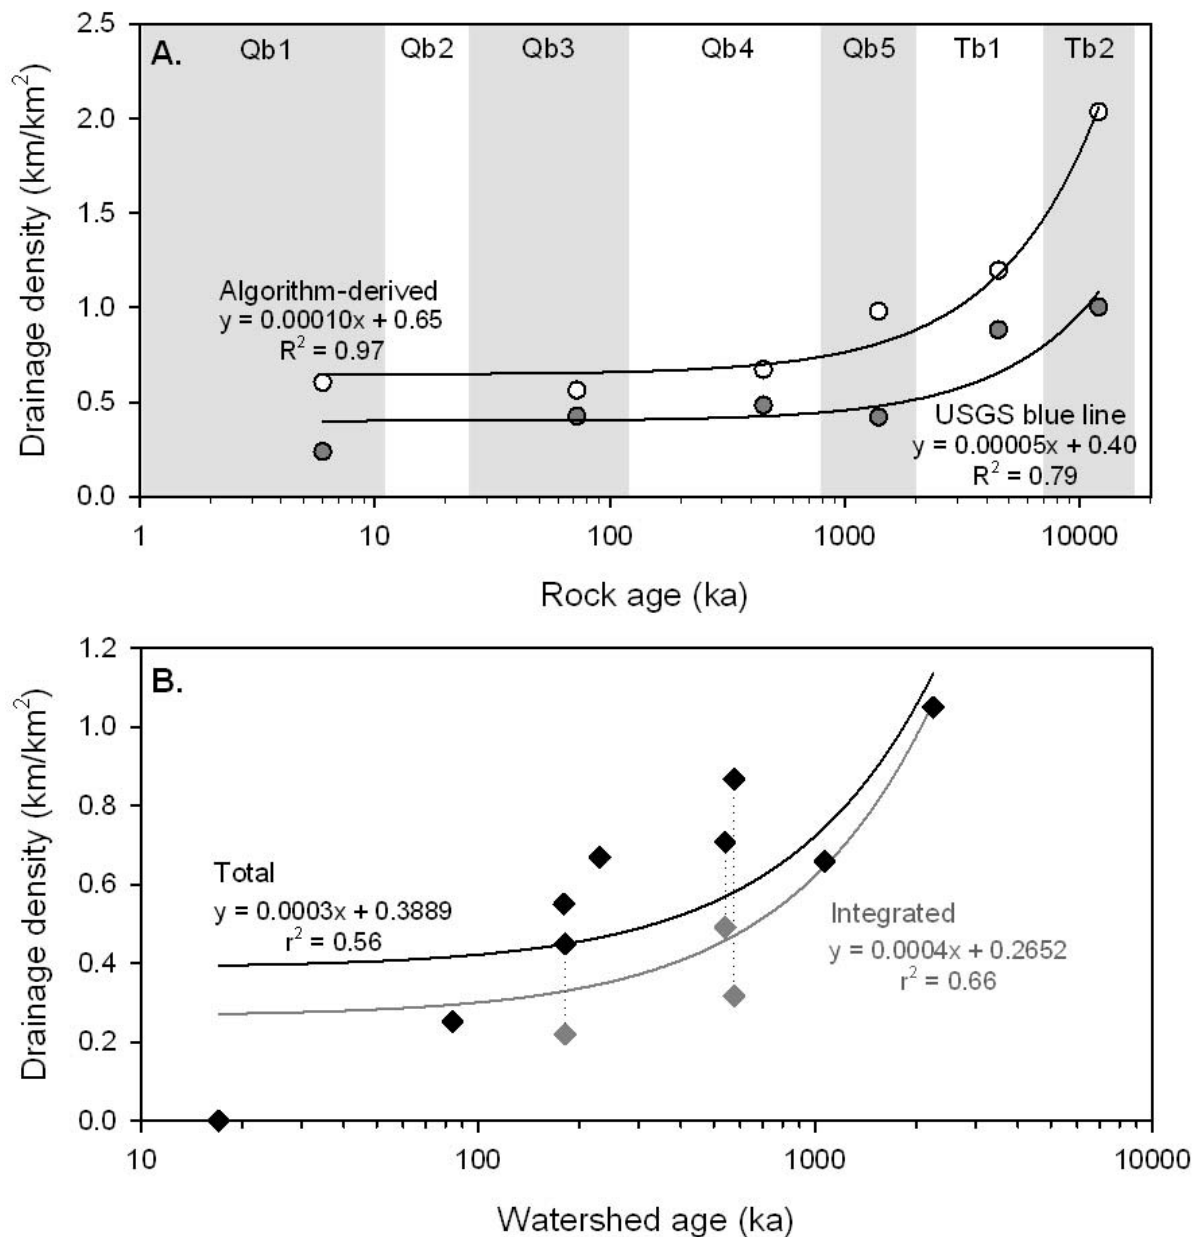 A.
Qb1 Qb2 Qb3 Qb4 Qb5 Tb1 Tb2
2.5
2.0
1.5
1.0
0.5
0.0
Drainage density (km/km²)
Algorithm-derived
y = 0.00010x + 0.65
R² = 0.97
USGS blue line
y = 0.00005x + 0.40
R² = 0.79
1 10 100 1000 10000
Rock age (ka)
B.
1.2
1.0
0.8
0.6
0.4
0.2
0.0
Drainage density (km/km²)
Total
y = 0.0003x + 0.3889
r² = 0.56
Integrated
y = 0.0004x + 0.2652
r² = 0.66
10 100 1000 10000
Watershed age (ka)